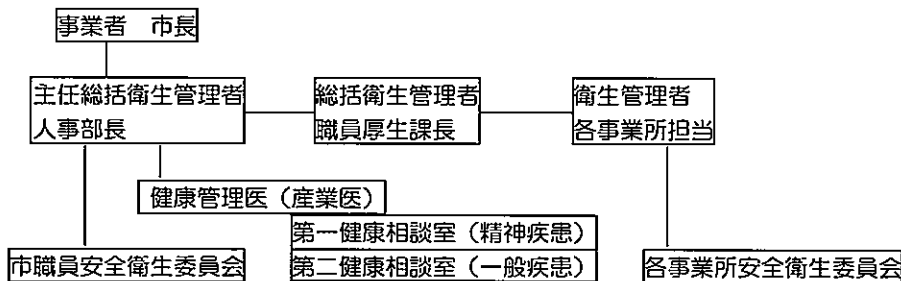 事業者　市長
主任総括衛生管理者
人事部長
総括衛生管理者
職員厚生課長
衛生管理者
各事業所担当
健康管理医（産業医）
第一健康相談室（精神疾患）
第二健康相談室（一般疾患）
市職員安全衛生委員会
各事業所安全衛生委員会